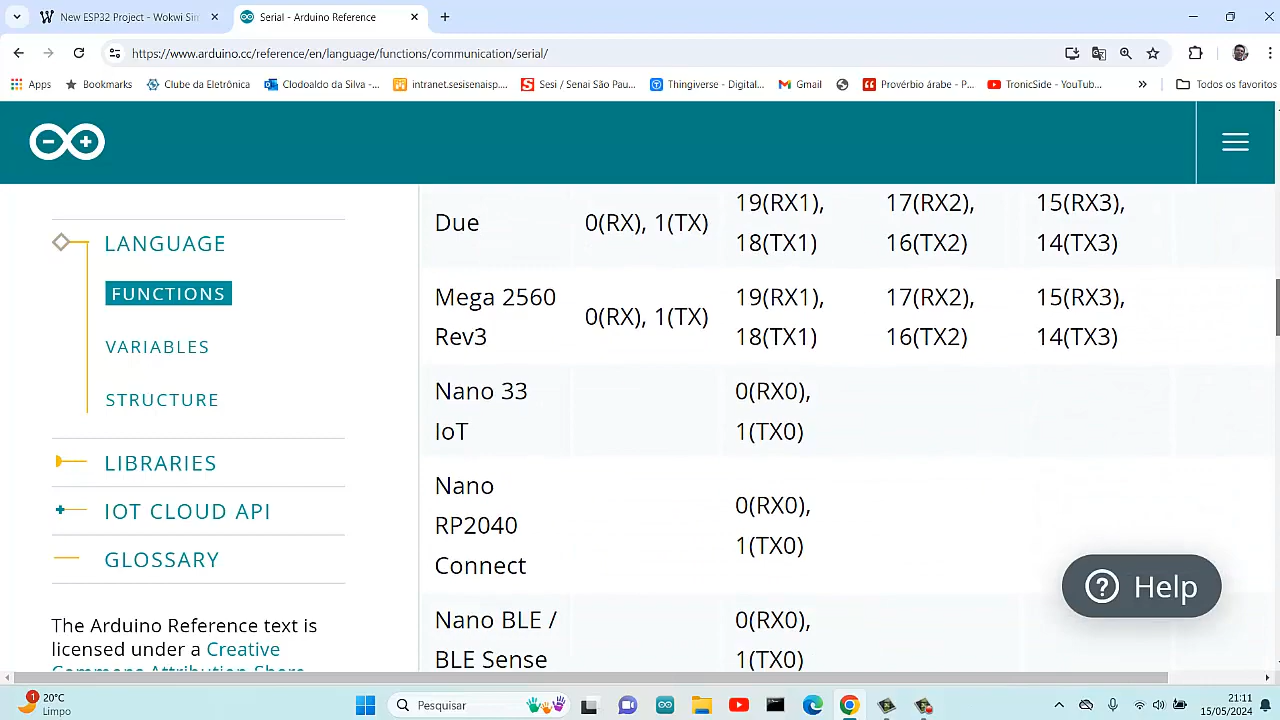 New ESP32 Project - Wokwi Sim
Serial - Arduino Reference
https://www.arduino.cc/reference/en/language/functions/communication/serial/
Apps
Bookmarks
Clube da Eletrônica
Clodoaldo da Silva -...
intranet-sisensp...
Sesi / Senai São Pau...
Thingiverse - Digital...
Gmail
Provérbio árabe - P...
TronicSide - YouTub...
»
Todos os favoritos
LANGUAGE
FUNCTIONS
VARIABLES
STRUCTURE
LIBRARIES
IOT CLOUD API
GLOSSARY
The Arduino Reference text is
licensed under a Creative
Commons Attribution-Share
Due 0(RX), 1(TX) 19(RX1), 18(TX1) 17(RX2), 16(TX2) 15(RX3), 14(TX3)
Mega 2560 Rev3 0(RX), 1(TX) 19(RX1), 18(TX1) 17(RX2), 16(TX2) 15(RX3), 14(TX3)
Nano 33 IoT 0(RX0), 1(TX0)
Nano RP2040 Connect 0(RX0), 1(TX0)
Nano BLE / BLE Sense 0(RX0), 1(TX0)
Help
1
20°C
Limpo
Pesquisar
21:11
15/05/2024